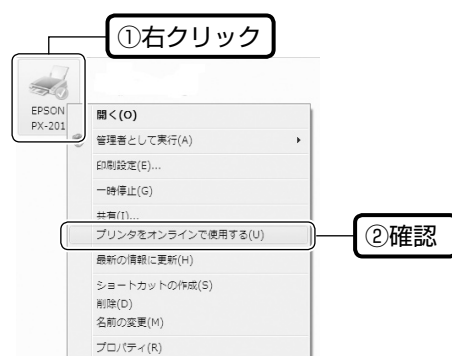 ①右クリック
EPSON
PX-201
開く(O)
管理者として実行(A)
印刷設定(E)...
一時停止(G)
共有(I)...
プリンタをオンラインで使用する(U)
②確認
最新の情報に更新(H)
ショートカットの作成(S)
削除(D)
名前の変更(M)
プロパティ(R)